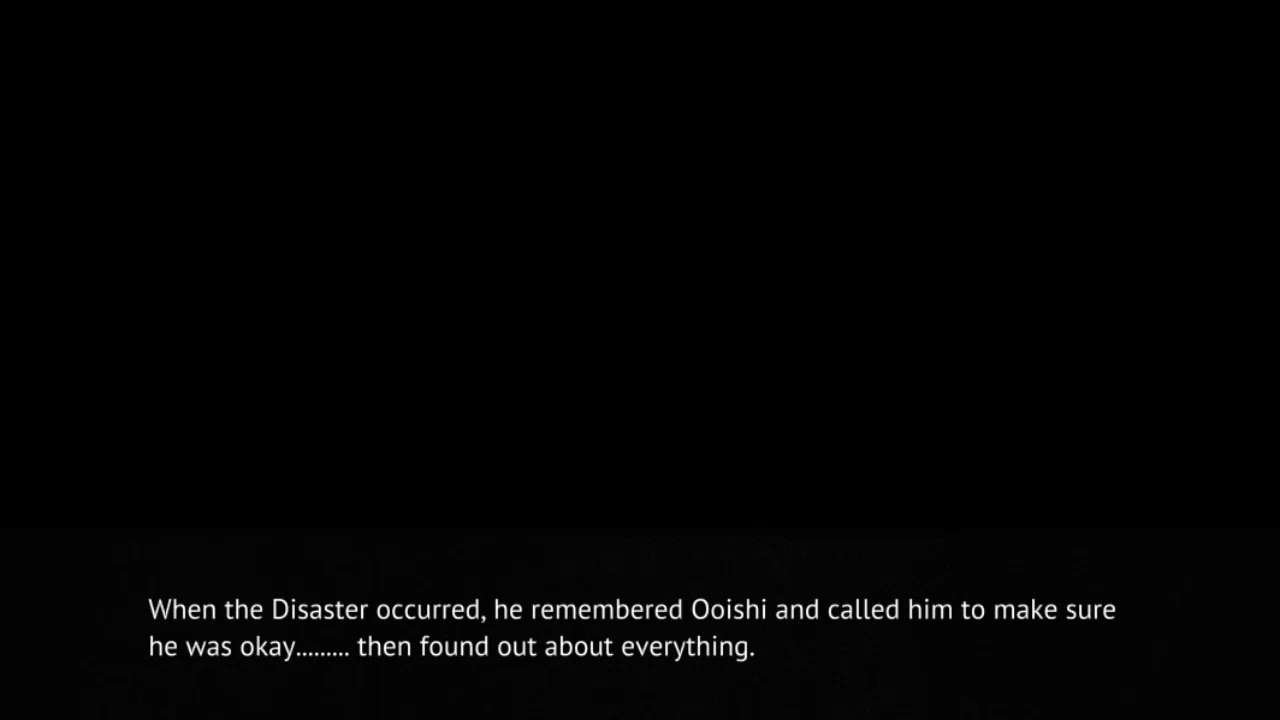 When the Disaster occurred, he remembered Ooishi and called him to make sure
he was okay......... then found out about everything.